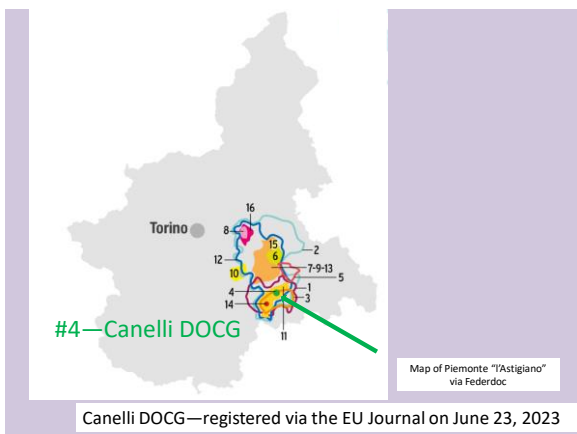 16
Torino
8
15
6
2
12
7-9-13
10
5
4
1
14
3
#4—Canelli DOCG
11
Map of Piemonte “l’Astigiano”
via Federdoc
Canelli DOCG—registered via the EU Journal on June 23, 2023